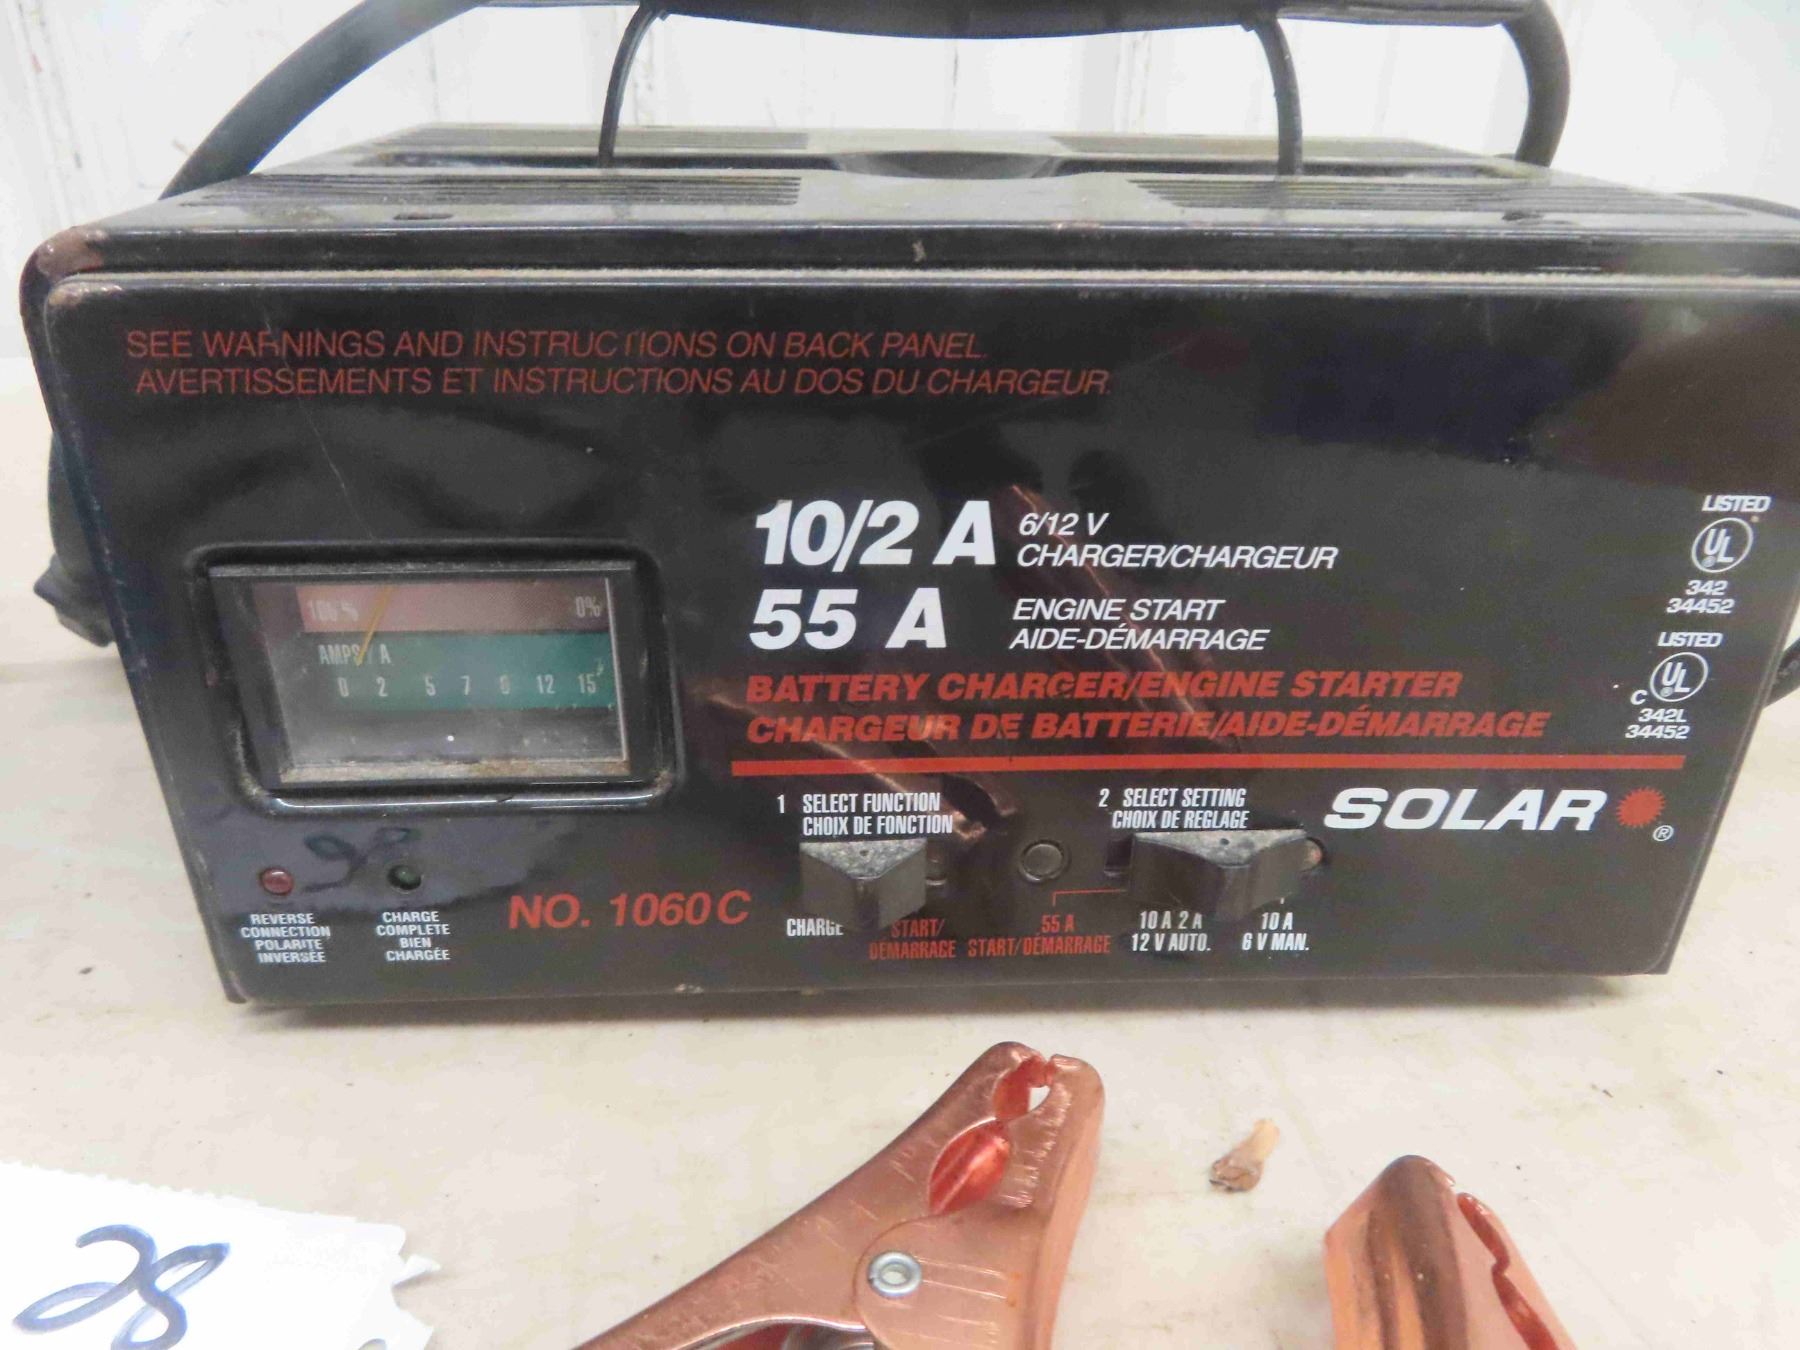 SEE WARNINGS AND INSTRUCTIONS ON BACK PANEL.
AVERTISSEMENTS ET INSTRUCTIONS AU DOS DU CHARGEUR.
10/2 A 6/12 V
CHARGER/CHARGEUR
55 A ENGINE START
AIDE-DÉMARRAGE
BATTERY CHARGER/ENGINE STARTER
CHARGEUR DE BATTERIE/AIDE-DÉMARRAGE
LISTED
UL
®
342
34452
LISTED
C UL
®
342L
34452
100% 0%
AMPS / A
0 2 5 7 9 12 15
1 SELECT FUNCTION
CHOIX DE FONCTION
2 SELECT SETTING
CHOIX DE REGLAGE
SOLAR ®
REVERSE
CONNECTION
POLARITE
INVERSÉE
CHARGE
COMPLETE
BIEN
CHARGÉE
NO. 1060C
CHARGE
START/
DÉMARRAGE
55 A
START/DÉMARRAGE
10 A 2 A
12 V AUTO.
10 A
6 V MAN.
28